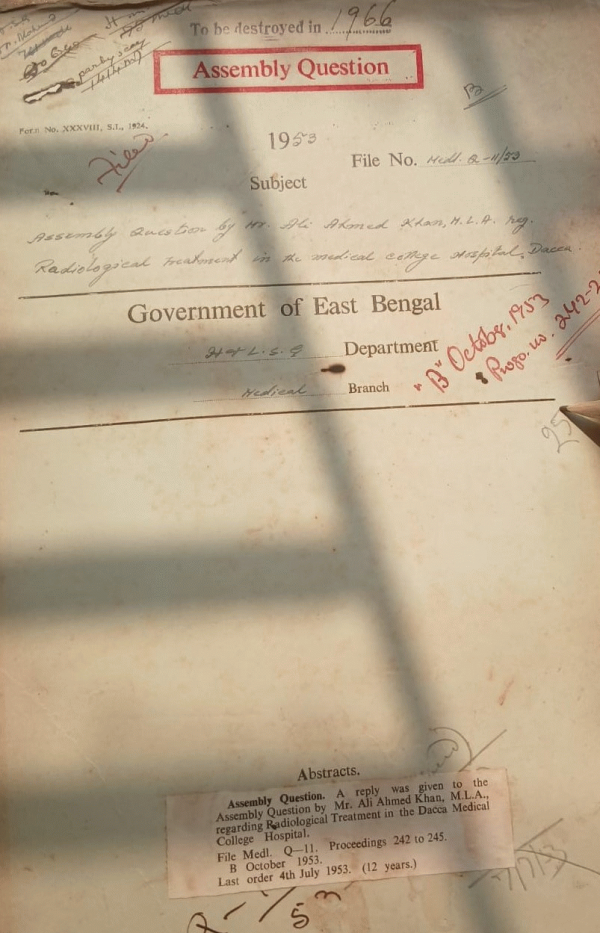 To be destroyed in 1966
Assembly Question
B
Form No. XXXVIII, S.I., 1924.
Filed
1953
File No. Medl. Q-11/53
Subject
Assembly Question by Mr. Ali Ahmed Khan, M.L.A. reg.
Radiological Treatment in the medical college Hospital, Dacca.
Government of East Bengal
H & L.S.G Department
Medical Branch
"B" October, 1953
Progs. no. 242-2
25
Abstracts.
Assembly Question. A reply was given to the
Assembly Question by Mr. Ali Ahmed Khan, M.L.A.,
regarding Radiological Treatment in the Dacca Medical
College Hospital.
File Medl. Q—11. Proceedings 242 to 245.
B October 1953.
Last order 4th July 1953. (12 years.)